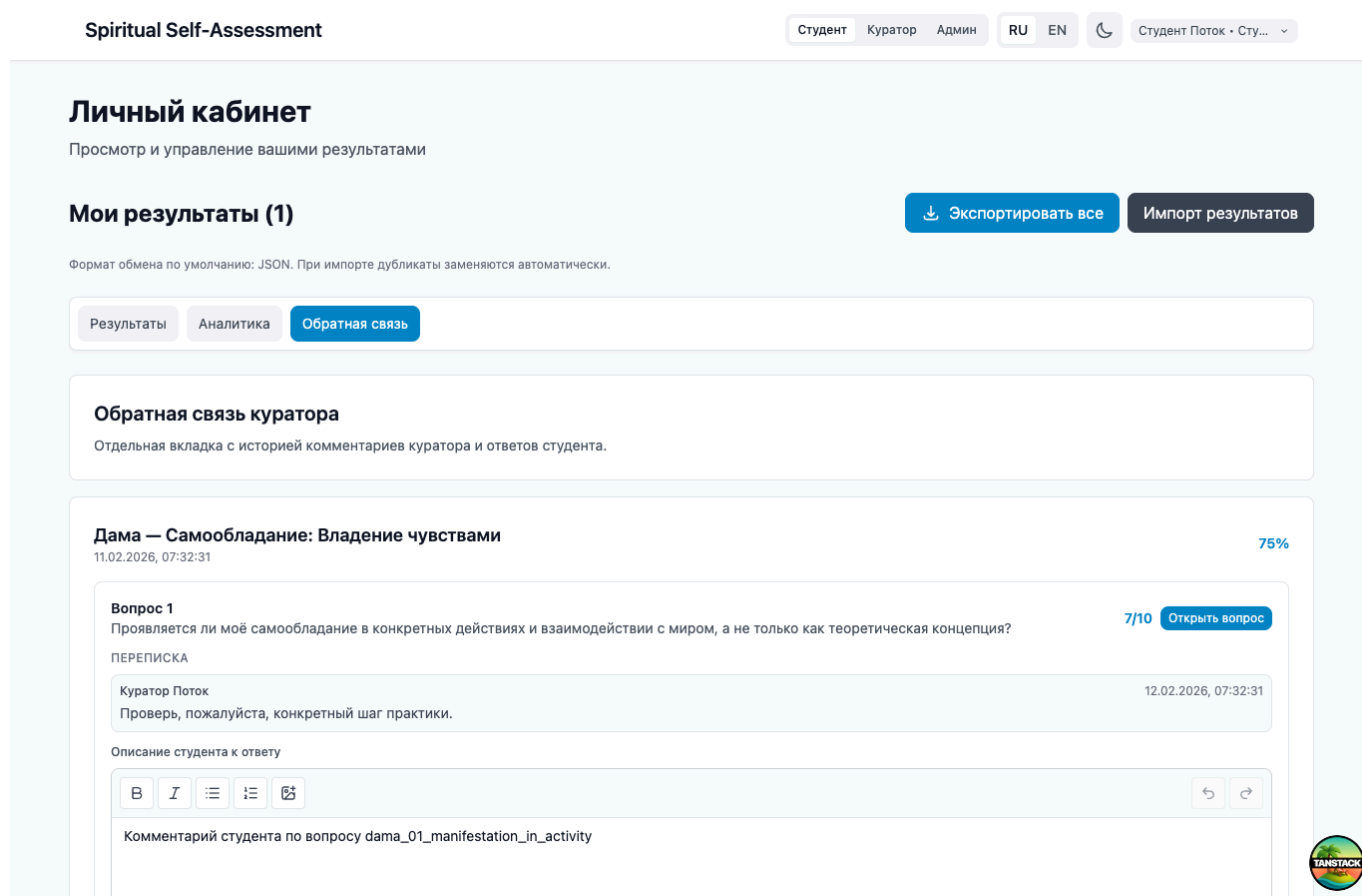 Spiritual Self-Assessment
Студент Куратор Админ RU EN Студент Поток • Сту...
Личный кабинет
Просмотр и управление вашими результатами
Мои результаты (1)
Экспортировать все Импорт результатов
Формат обмена по умолчанию: JSON. При импорте дубликаты заменяются автоматически.
Результаты Аналитика Обратная связь
Обратная связь куратора
Отдельная вкладка с историей комментариев куратора и ответов студента.
Дама — Самообладание: Владение чувствами
75%
11.02.2026, 07:32:31
Вопрос 1
7/10 Открыть вопрос
Проявляется ли моё самообладание в конкретных действиях и взаимодействии с миром, а не только как теоретическая концепция?
ПЕРЕПИСКА
Куратор Поток 12.02.2026, 07:32:31
Проверь, пожалуйста, конкретный шаг практики.
Описание студента к ответу
B I
Комментарий студента по вопросу dama_01_manifestation_in_activity
TANSTACK